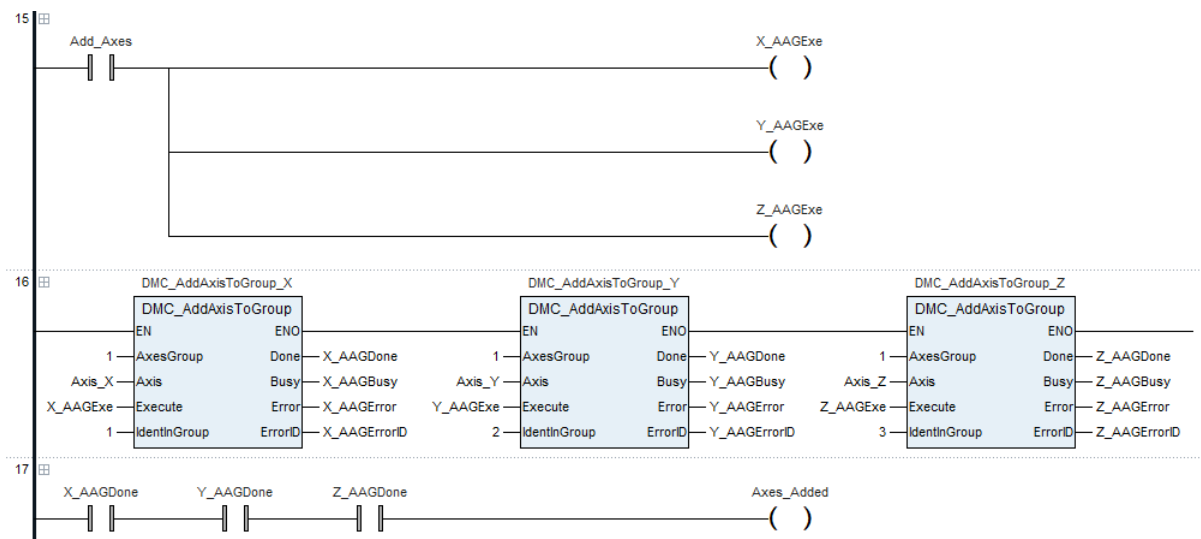 15
Add_Axes X_AAGExe
Y_AAGExe
Z_AAGExe
16 DMC_AddAxisToGroup_X DMC_AddAxisToGroup_Y DMC_AddAxisToGroup_Z
DMC_AddAxisToGroup DMC_AddAxisToGroup DMC_AddAxisToGroup
EN ENO EN ENO EN ENO
1 AxesGroup Done X_AAGDone 1 AxesGroup Done Y_AAGDone 1 AxesGroup Done Z_AAGDone
Axis_X Axis Busy X_AAGBusy Axis_Y Axis Busy Y_AAGBusy Axis_Z Axis Busy Z_AAGBusy
X_AAGExe Execute Error X_AAGError Y_AAGExe Execute Error Y_AAGError Z_AAGExe Execute Error Z_AAGError
1 IdentInGroup ErrorID X_AAGErrorID 2 IdentInGroup ErrorID Y_AAGErrorID 3 IdentInGroup ErrorID Z_AAGErrorID
17
X_AAGDone Y_AAGDone Z_AAGDone Axes_Added